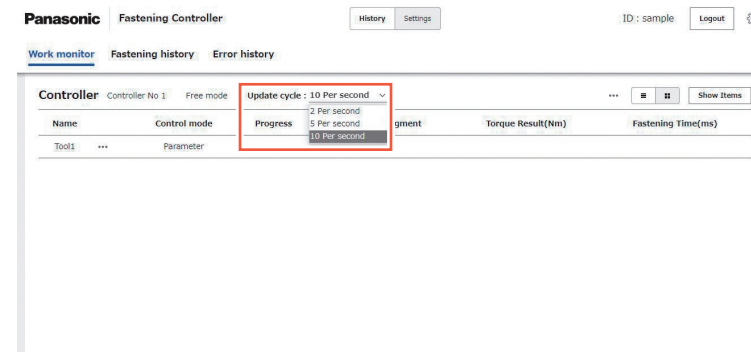 Panasonic Fastening Controller History Settings ID : sample Logout
Work monitor Fastening history Error history
Controller Controller No 1 Free mode Update cycle : 10 Per second ••• Show Items
2 Per second
Name Control mode Progress 5 Per second gment Torque Result(Nm) Fastening Time(ms)
10 Per second
Tool1 ••• Parameter